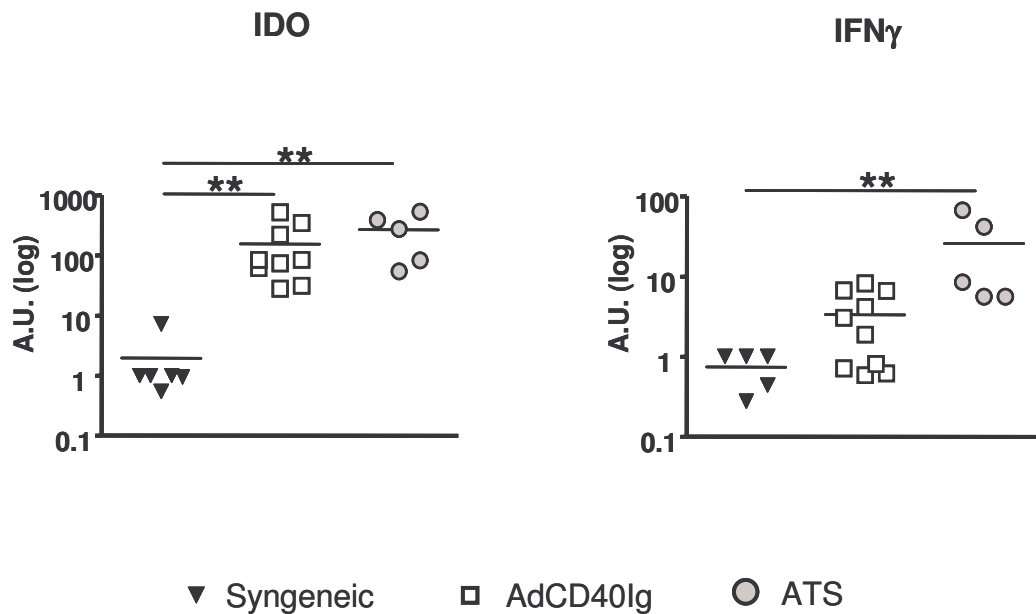 IDO
IFNγ
**
**
1000
100
10
1
0.1
A.U. (log)
**
100
10
1
0.1
A.U. (log)
Syngeneic AdCD40Ig ATS